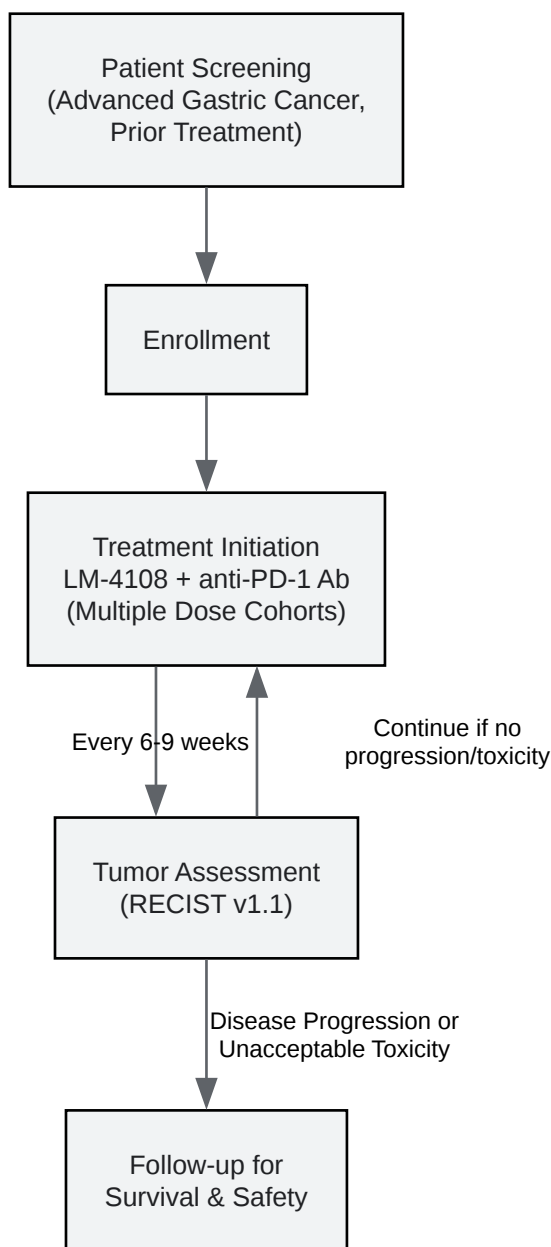 Patient Screening
(Advanced Gastric Cancer,
Prior Treatment)
Enrollment
Treatment Initiation
LM-4108 + anti-PD-1 Ab
(Multiple Dose Cohorts)
Every 6-9 weeks
Continue if no
progression/toxicity
Tumor Assessment
(RECIST v1.1)
Disease Progression or
Unacceptable Toxicity
Follow-up for
Survival & Safety